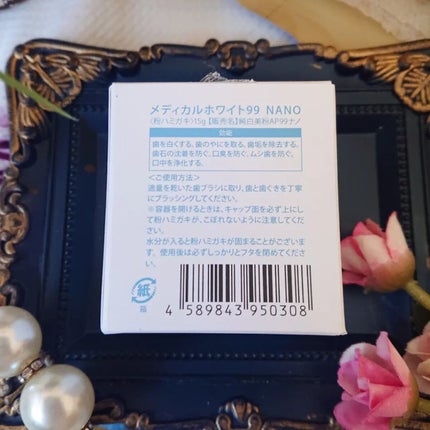 メディカルホワイト99 NANO
〈粉ハミガキ〉15g【販売名】純白美粉AP99ナノ
効能
歯を白くする、歯のやにを取る、歯垢を除去する、
歯石の沈着を防ぐ、口臭を防ぐ、ムシ歯を防ぐ、
口中を浄化する。
＜ご使用方法＞
適量を乾いた歯ブラシに取り、歯と歯ぐきを丁寧
にブラッシングしてください。
※容器を開けるときは、キャップ面を必ず上にし
て粉ハミガキが、こぼれないように注意してくだ
さい。
水分が入ると粉ハミガキが固まることがございま
す。使用後は必ずしっかりとフタを閉めてくださ
い。
紙
箱
4 589843 950308